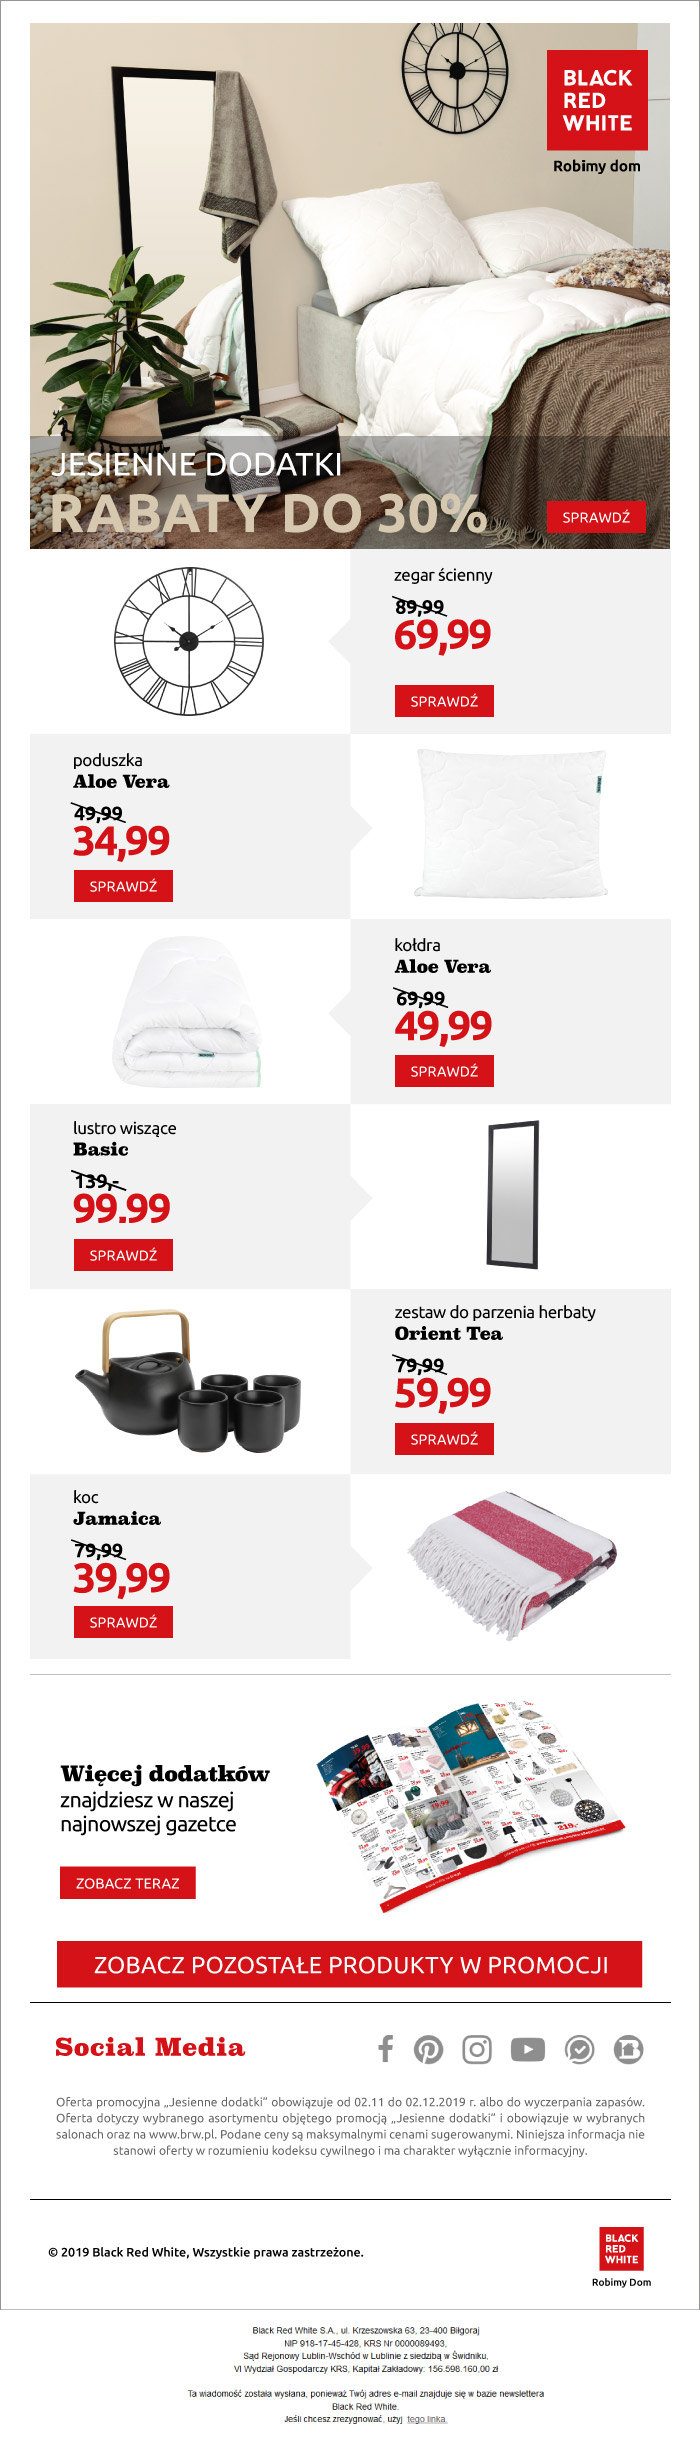 BLACK
RED
WHITE
Robimy dom
JESIENNE DODATKI
RABATY DO 30%
SPRAWDŹ
zegar ścienny
89,99
69,99
SPRAWDŹ
poduszka
Aloe Vera
49,99
34,99
SPRAWDŹ
kołdra
Aloe Vera
69,99
49,99
SPRAWDŹ
lustro wiszące
Basic
139,-
99.99
SPRAWDŹ
zestaw do parzenia herbaty
Orient Tea
79,99
59,99
SPRAWDŹ
koc
Jamaica
79,99
39,99
SPRAWDŹ
Więcej dodatków
znajdziesz w naszej
najnowszej gazetce
ZOBACZ TERAZ
219,-
ZOBACZ POZOSTAŁE PRODUKTY W PROMOCJI
Social Media
Oferta promocyjna „Jesienne dodatki” obowiązuje od 02.11 do 02.12.2019 r. albo do wyczerpania zapasów.
Oferta dotyczy wybranego asortymentu objętego promocją „Jesienne dodatki” i obowiązuje w wybranych
salonach oraz na www.brw.pl. Podane ceny są maksymalnymi cenami sugerowanymi. Niniejsza informacja nie
stanowi oferty w rozumieniu kodeksu cywilnego i ma charakter wyłącznie informacyjny.
© 2019 Black Red White, Wszystkie prawa zastrzeżone.
BLACK
RED
WHITE
Robimy Dom
Black Red White S.A., ul. Krzeszowska 63, 23-400 Biłgoraj
NIP 918-17-45-428, KRS Nr 0000089493,
Sąd Rejonowy Lublin-Wschód w Lublinie z siedzibą w Świdniku,
VI Wydział Gospodarczy KRS, Kapitał Zakładowy: 156.598.160,00 zł
Ta wiadomość została wysłana, ponieważ Twój adres e-mail znajduje się w bazie newslettera
Black Red White.
Jeśli chcesz zrezygnować, użyj tego linka.